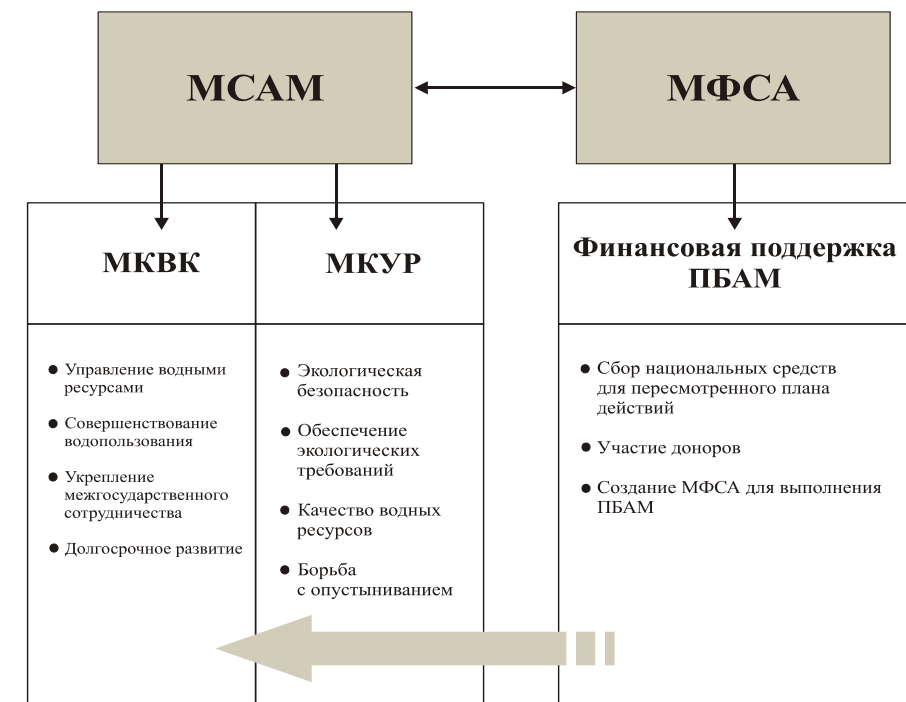 МСАМ
МФСА
МКВК
МКУР
Финансовая поддержка
ПБАМ
● Управление водными
ресурсами
● Совершенствование
водопользования
● Укрепление
межгосударственного
сотрудничества
● Долгосрочное развитие
● Экологическая
безопасность
● Обеспечение
экологических
требований
● Качество водных
ресурсов
● Борьба
с опустыниванием
● Сбор национальных средств
для пересмотренного плана
действий
● Участие доноров
● Создание МФСА для выполнения
ПБАМ